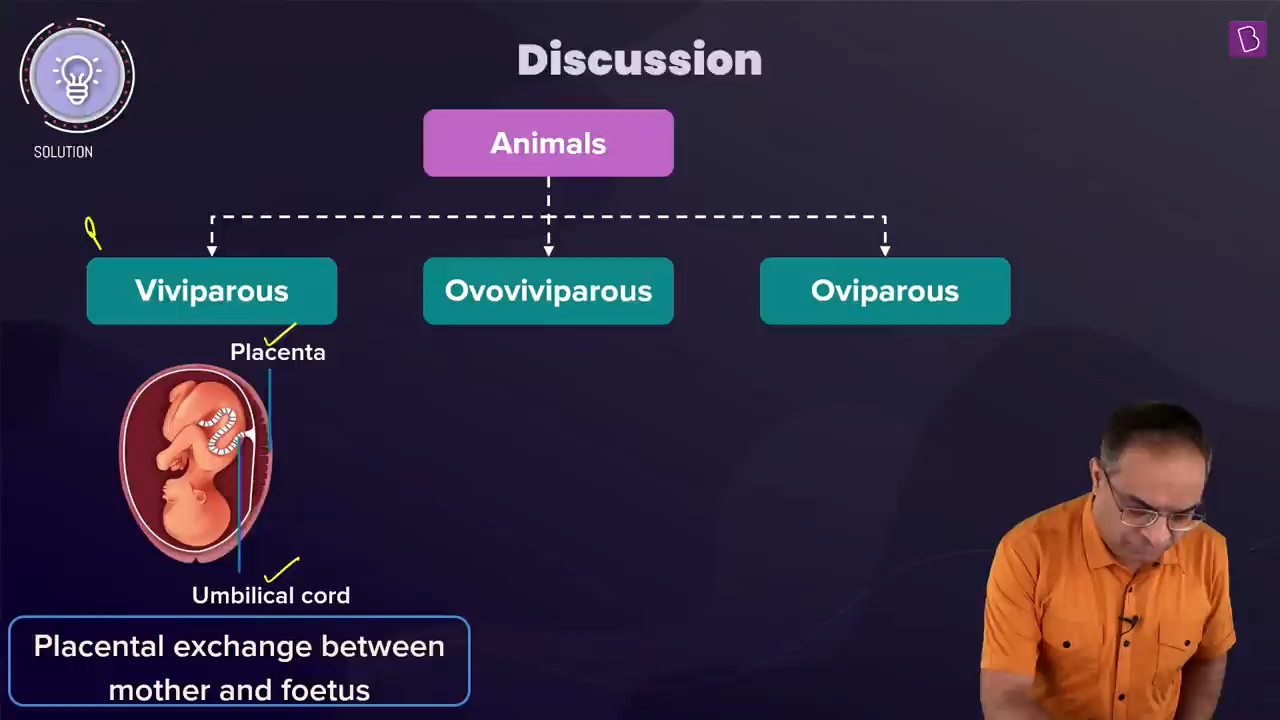 Discussion
B
SOLUTION
Animals
Viviparous
Ovoviviparous
Oviparous
Placenta
Umbilical cord
Placental exchange between
mother and foetus